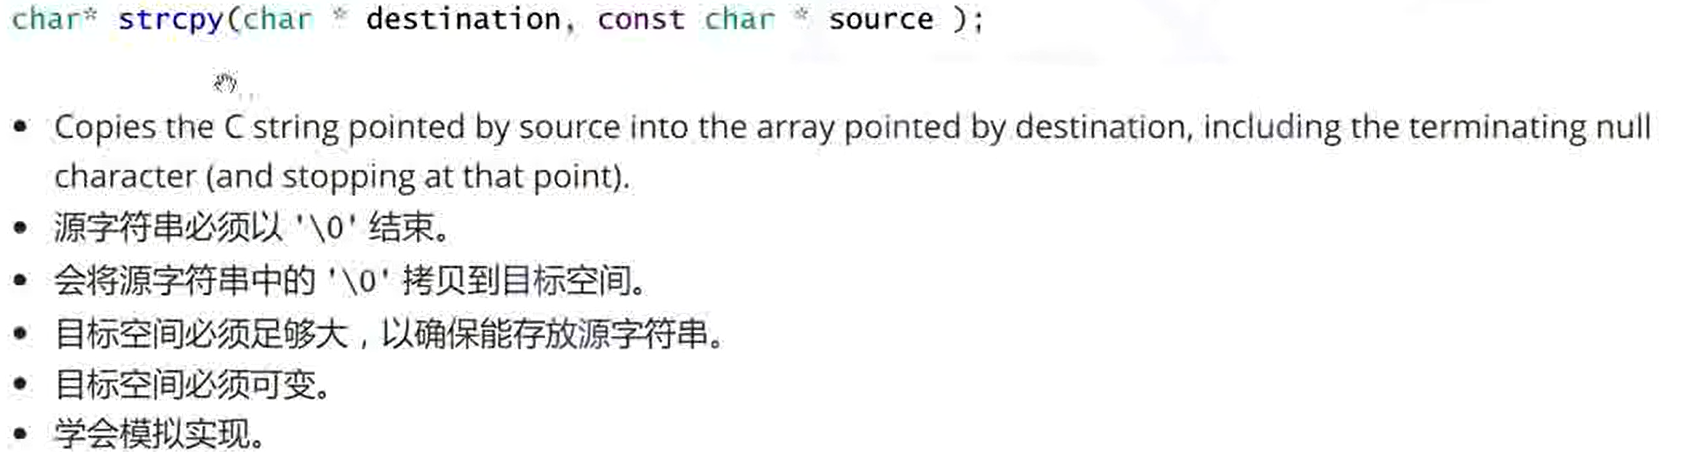 char* strcpy(char * destination, const char * source );
• Copies the C string pointed by source into the array pointed by destination, including the terminating null
character (and stopping at that point).
• 源字符串必须以 '\0' 结束。
• 会将源字符串中的 '\0' 拷贝到目标空间。
• 目标空间必须足够大，以确保能存放源字符串。
• 目标空间必须可变。
• 学会模拟实现。